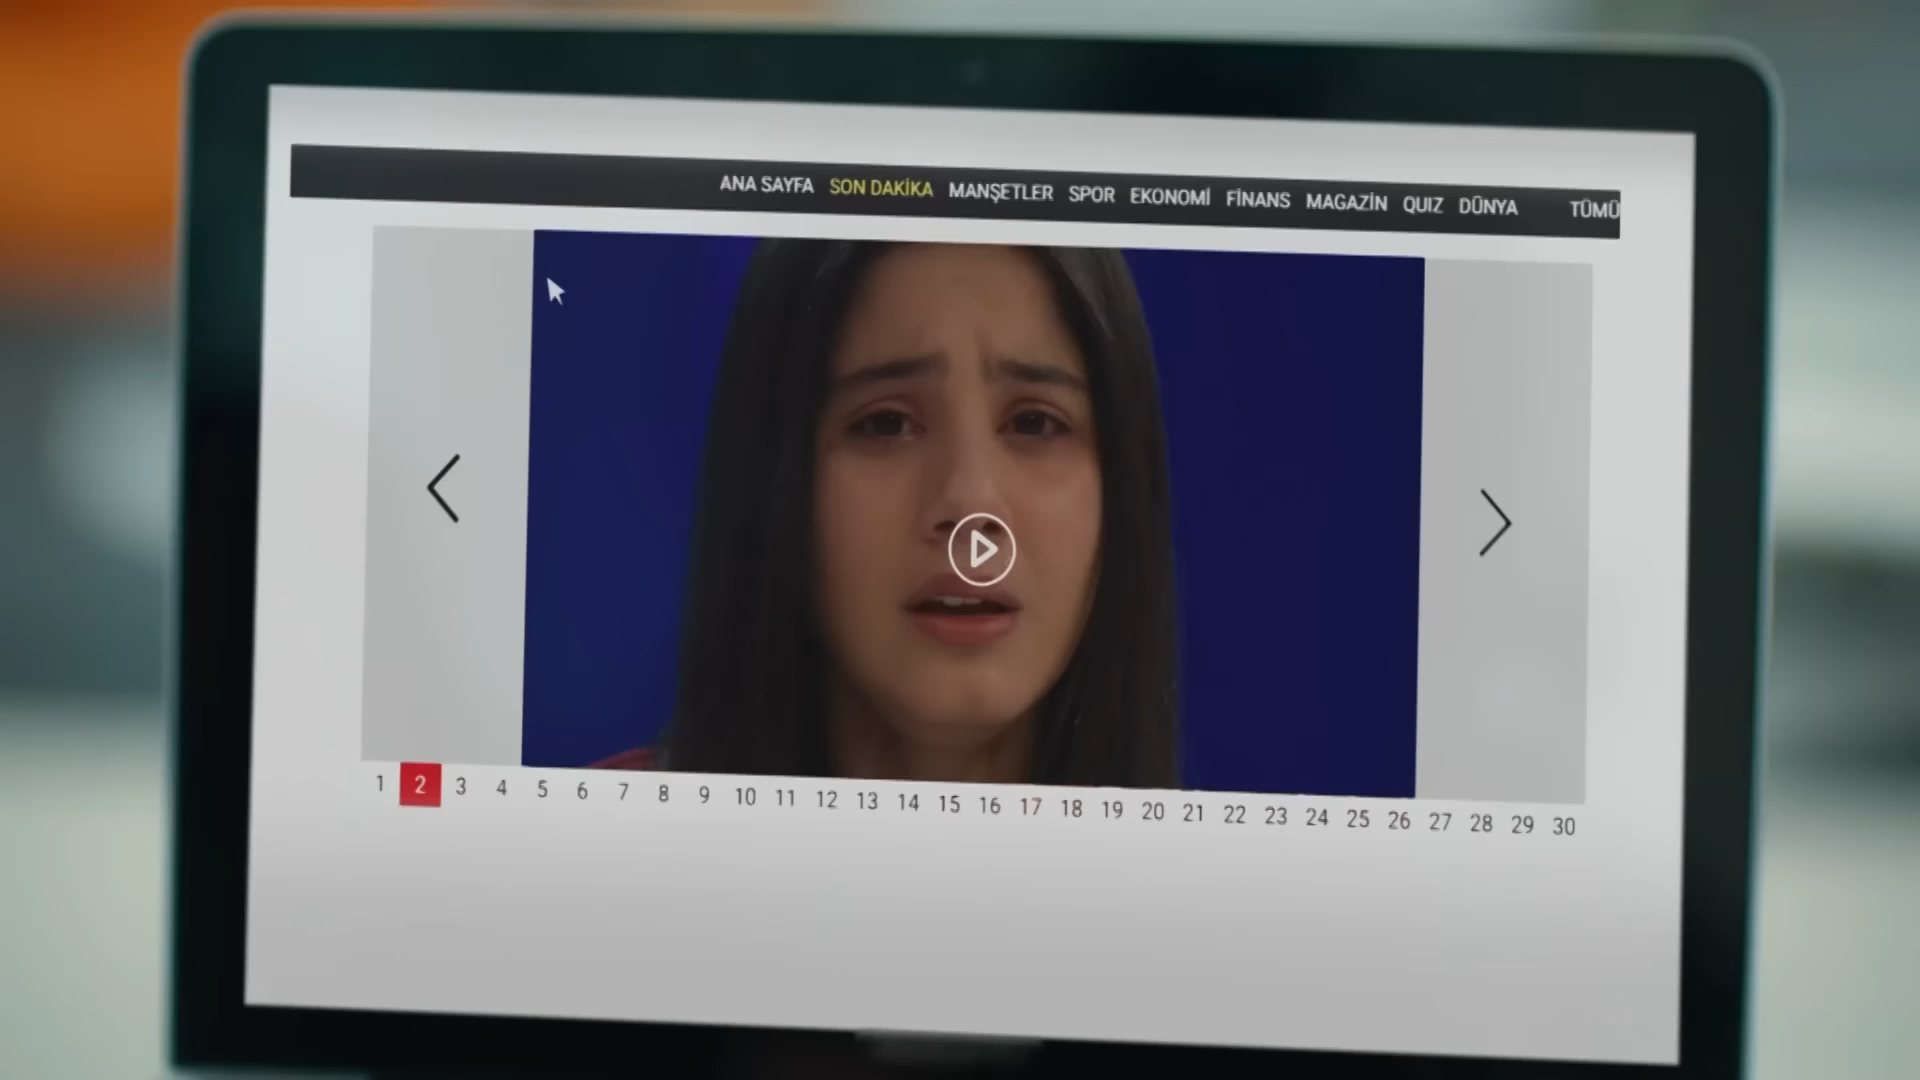 ANA SAYFA SON DAKİKA MANŞETLER SPOR EKONOMİ FİNANS MAGAZİN QUIZ DÜNYA TÜMÜ
1 2 3 4 5 6 7 8 9 10 11 12 13 14 15 16 17 18 19 20 21 22 23 24 25 26 27 28 29 30